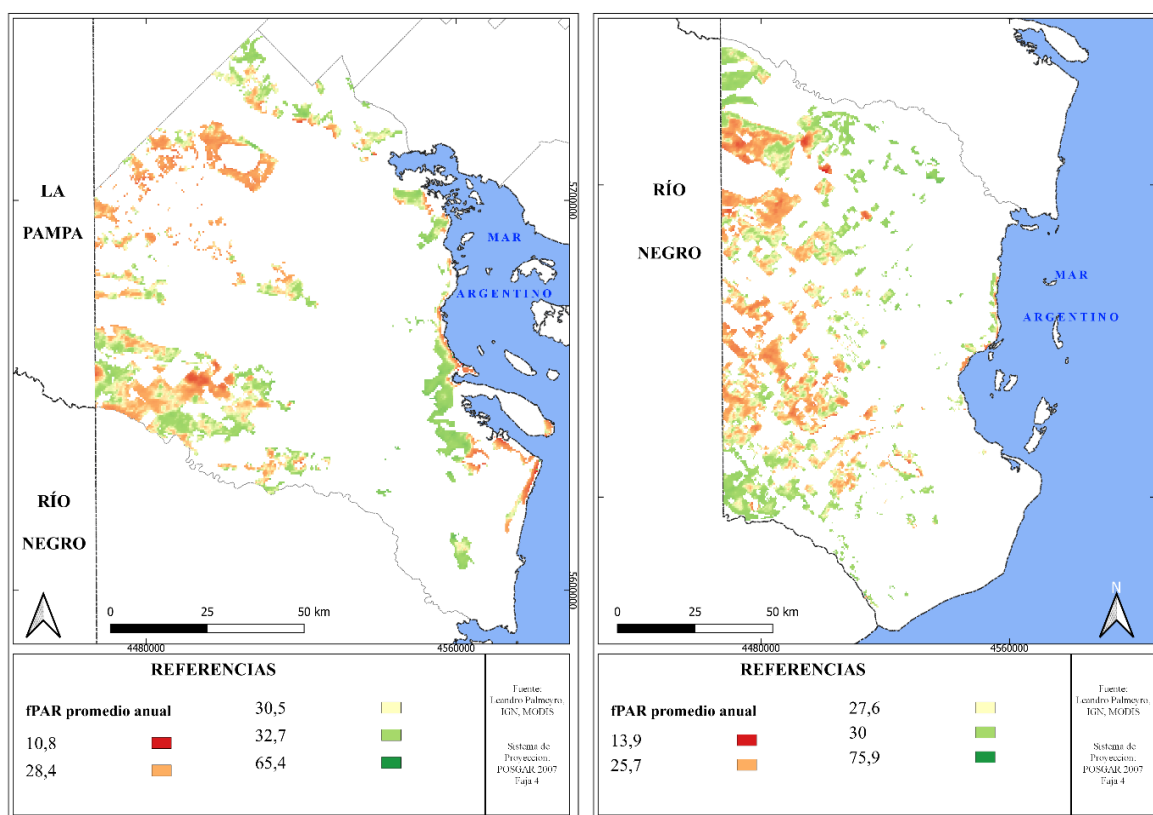 LA
PAMPA
RÍO
NEGRO
MAR
ARGENTINO
5200000
5600000
0
25
50 km
4480000
4560000
REFERENCIAS
fPAR promedio anual
10,8
28,4
30,5
32,7
65,4
Fuente:
Leandro Palmeyro,
IGN, MODIS
Sistema de
Proyeccion:
POSGAR 2007
Faja 4
RÍO
NEGRO
MAR
ARGENTINO
N
0
25
50 km
4480000
4560000
REFERENCIAS
fPAR promedio anual
13,9
25,7
27,6
30
75,9
Fuente:
Leandro Palmeyro,
IGN, MODIS
Sistema de
Proyeccion:
POSGAR 2007
Faja 4